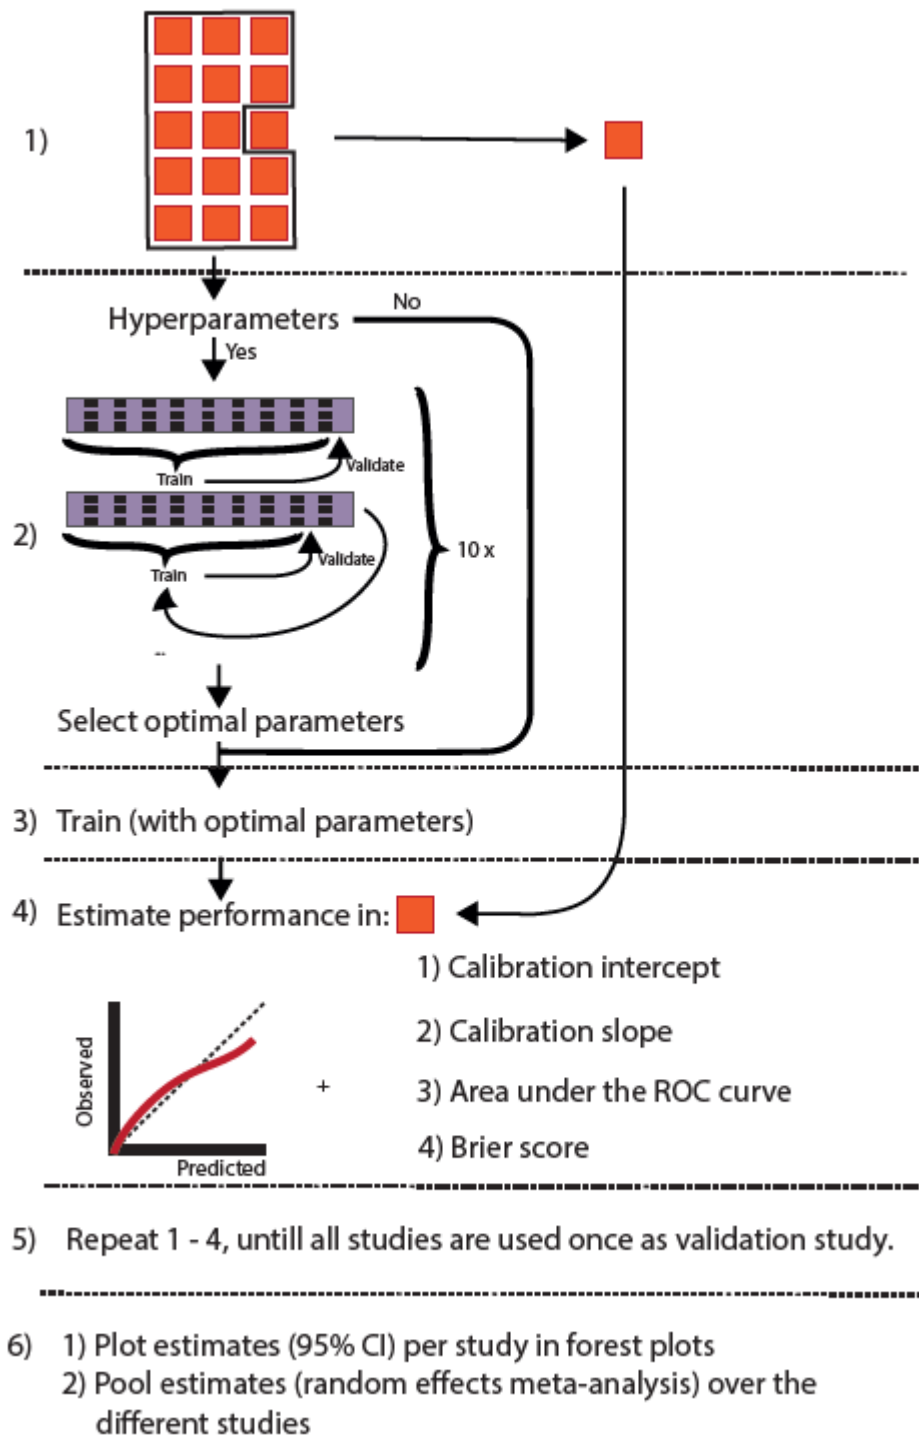 1)
Hyperparameters
No
Yes
Train
Validate
2)
10 x
Train
Validate
Select optimal parameters
3) Train (with optimal parameters)
4) Estimate performance in:
1) Calibration intercept
2) Calibration slope
3) Area under the ROC curve
4) Brier score
Observed
+
Predicted
5) Repeat 1 - 4, untill all studies are used once as validation study.
6) 1) Plot estimates (95% CI) per study in forest plots
2) Pool estimates (random effects meta-analysis) over the
different studies